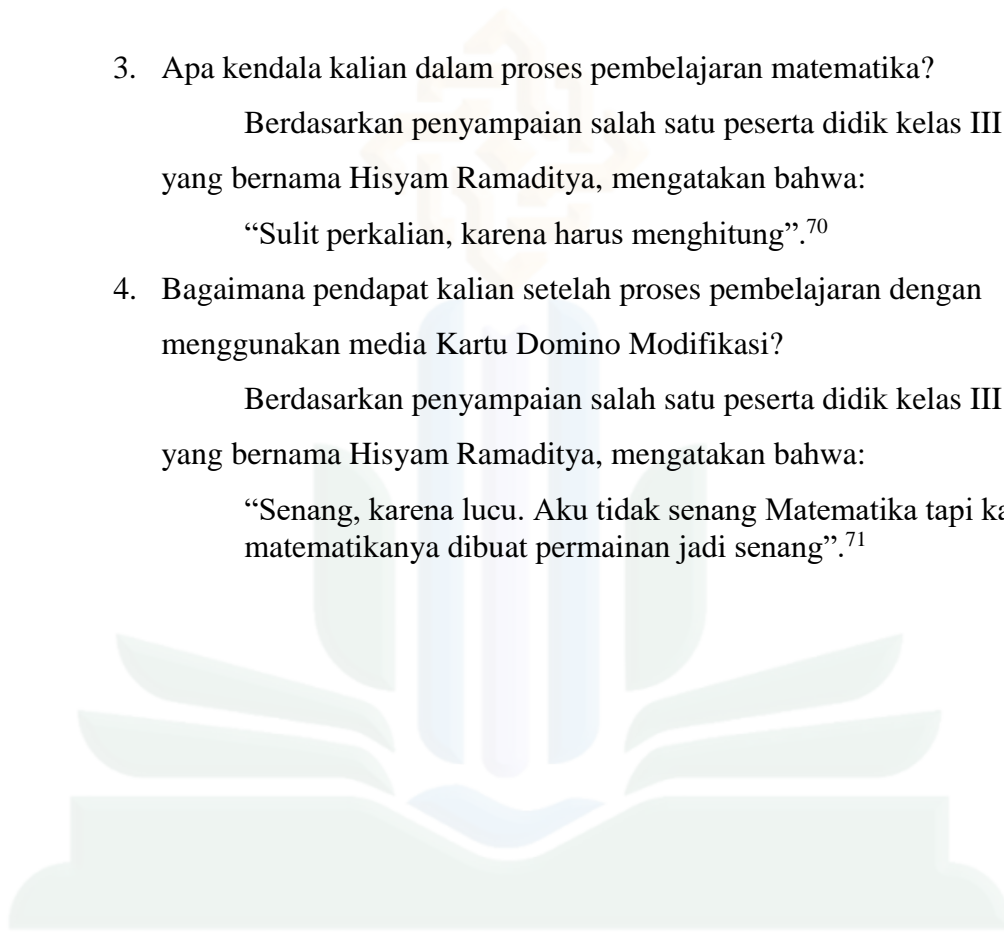 3. Apa kendala kalian dalam proses pembelajaran matematika?
Berdasarkan penyampaian salah satu peserta didik kelas III
yang bernama Hisyam Ramaditya, mengatakan bahwa:
“Sulit perkalian, karena harus menghitung”.70
4. Bagaimana pendapat kalian setelah proses pembelajaran dengan
menggunakan media Kartu Domino Modifikasi?
Berdasarkan penyampaian salah satu peserta didik kelas III
yang bernama Hisyam Ramaditya, mengatakan bahwa:
“Senang, karena lucu. Aku tidak senang Matematika tapi
matematikanya dibuat permainan jadi senang”.71